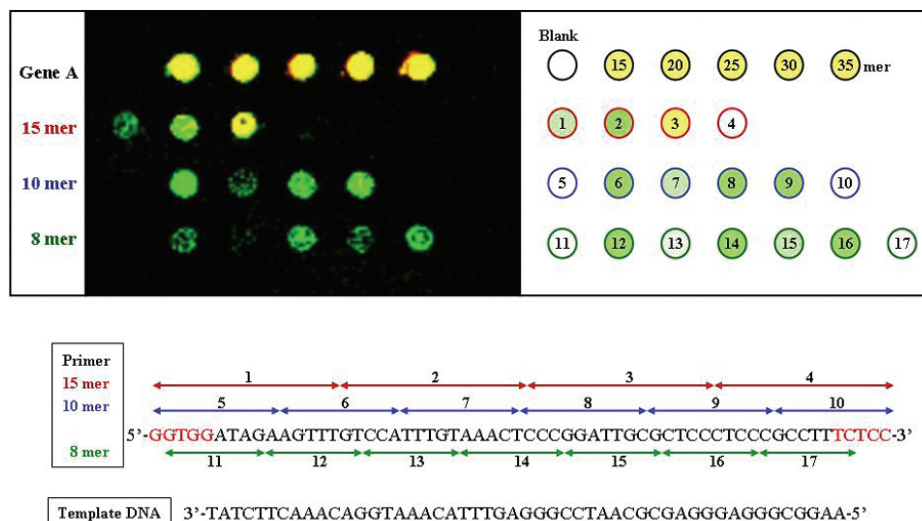 Blank
Gene A 15 20 25 30 35 mer
15 mer 1 2 3 4
10 mer 5 6 7 8 9 10
8 mer 11 12 13 14 15 16 17
Primer
15 mer 1 2 3 4
10 mer 5 6 7 8 9 10
5’-GGTGGATAGAAGTTTGTCCATTTGTAAACTCCCGGATTGCGCTCCCTCCCGCCTTTTCTCC-3’
8 mer 11 12 13 14 15 16 17
Template DNA 3’-TATCTTCAAACAGGTAAACATTTGAGGGCCTAACGCGAGGGAGGGCGGAA-5’